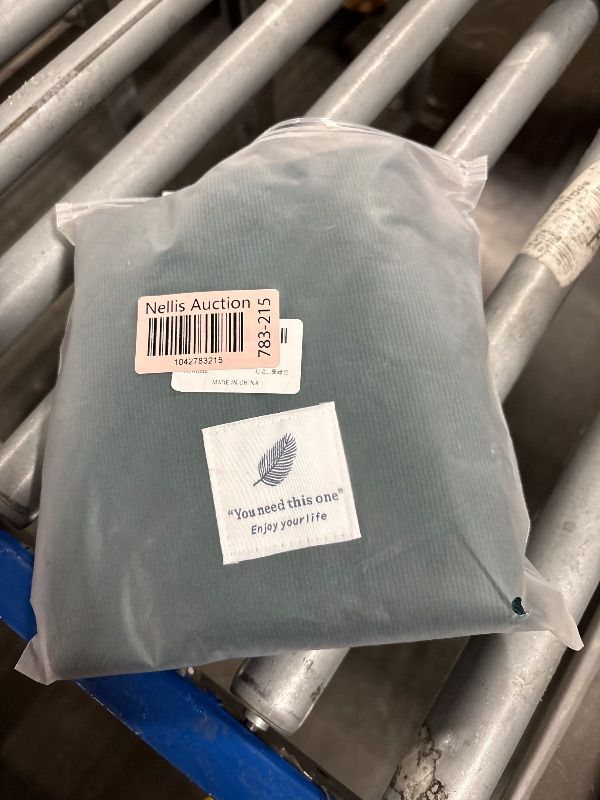 Nellis Auction
783-215
1042783215
MADE IN CHINA
“You need this one”
Enjoy your life